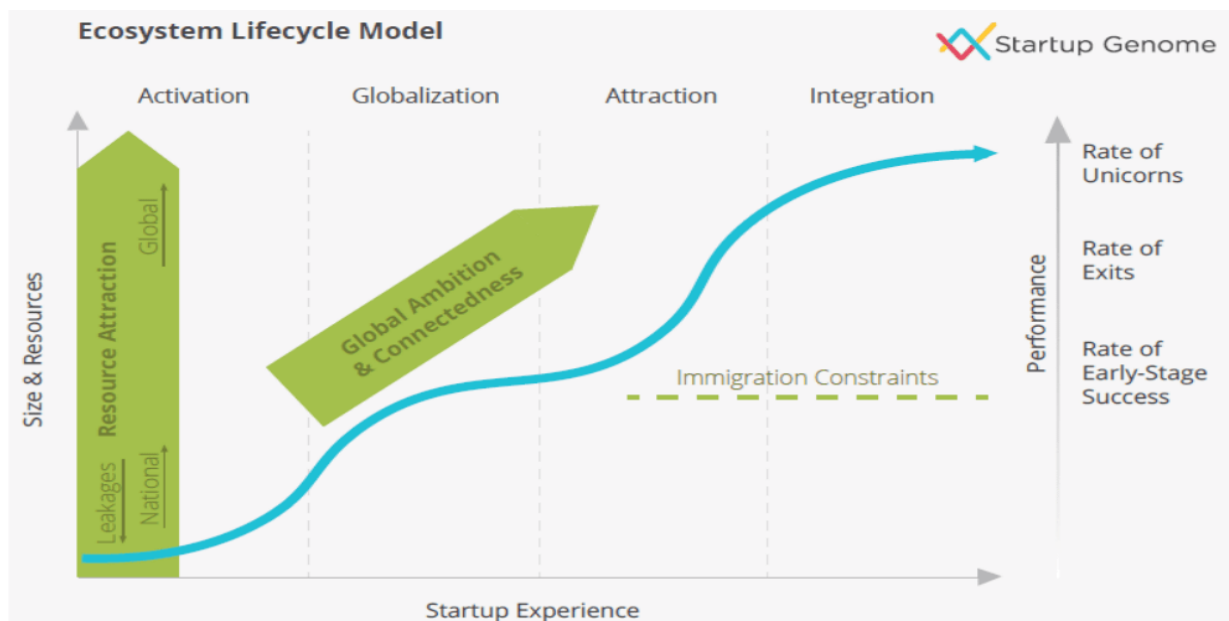 Ecosystem Lifecycle Model
Startup Genome
Activation
Globalization
Attraction
Integration
Size & Resources
Resource Attraction
Leakages
National
Global
Global Ambition
& Connectedness
Immigration Constraints
Startup Experience
Performance
Rate of
Unicorns
Rate of
Exits
Rate of
Early-Stage
Success